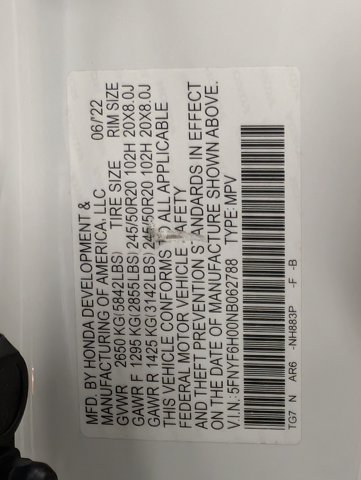 MFD. BY HONDA DEVELOPMENT &
MANUFACTURING OF AMERICA, LLC 06/22
GVWR 2650 KG(5842LBS) TIRE SIZE RIM SIZE
GAWR F 1295 KG(2855LBS) 245/50R20 102H 20X8.0J
GAWR R 1425 KG(3142LBS) 245/50R20 102H 20X8.0J
THIS VEHICLE CONFORMS TO ALL APPLICABLE
FEDERAL MOTOR VEHICLE SAFETY
AND THEFT PREVENTION STANDARDS IN EFFECT
ON THE DATE OF MANUFACTURE SHOWN ABOVE.
V.I.N.: 5FNYF6H00NB062788 TYPE: MPV
TG7 N AR6 -NH883P -F -B